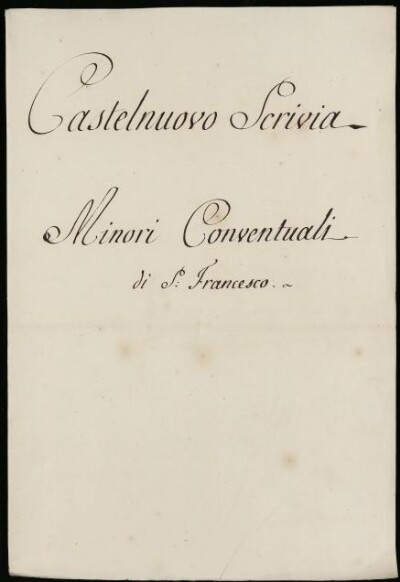 Castelnuovo Scrivia
Minori Conventuali
di S: Francesco. ~